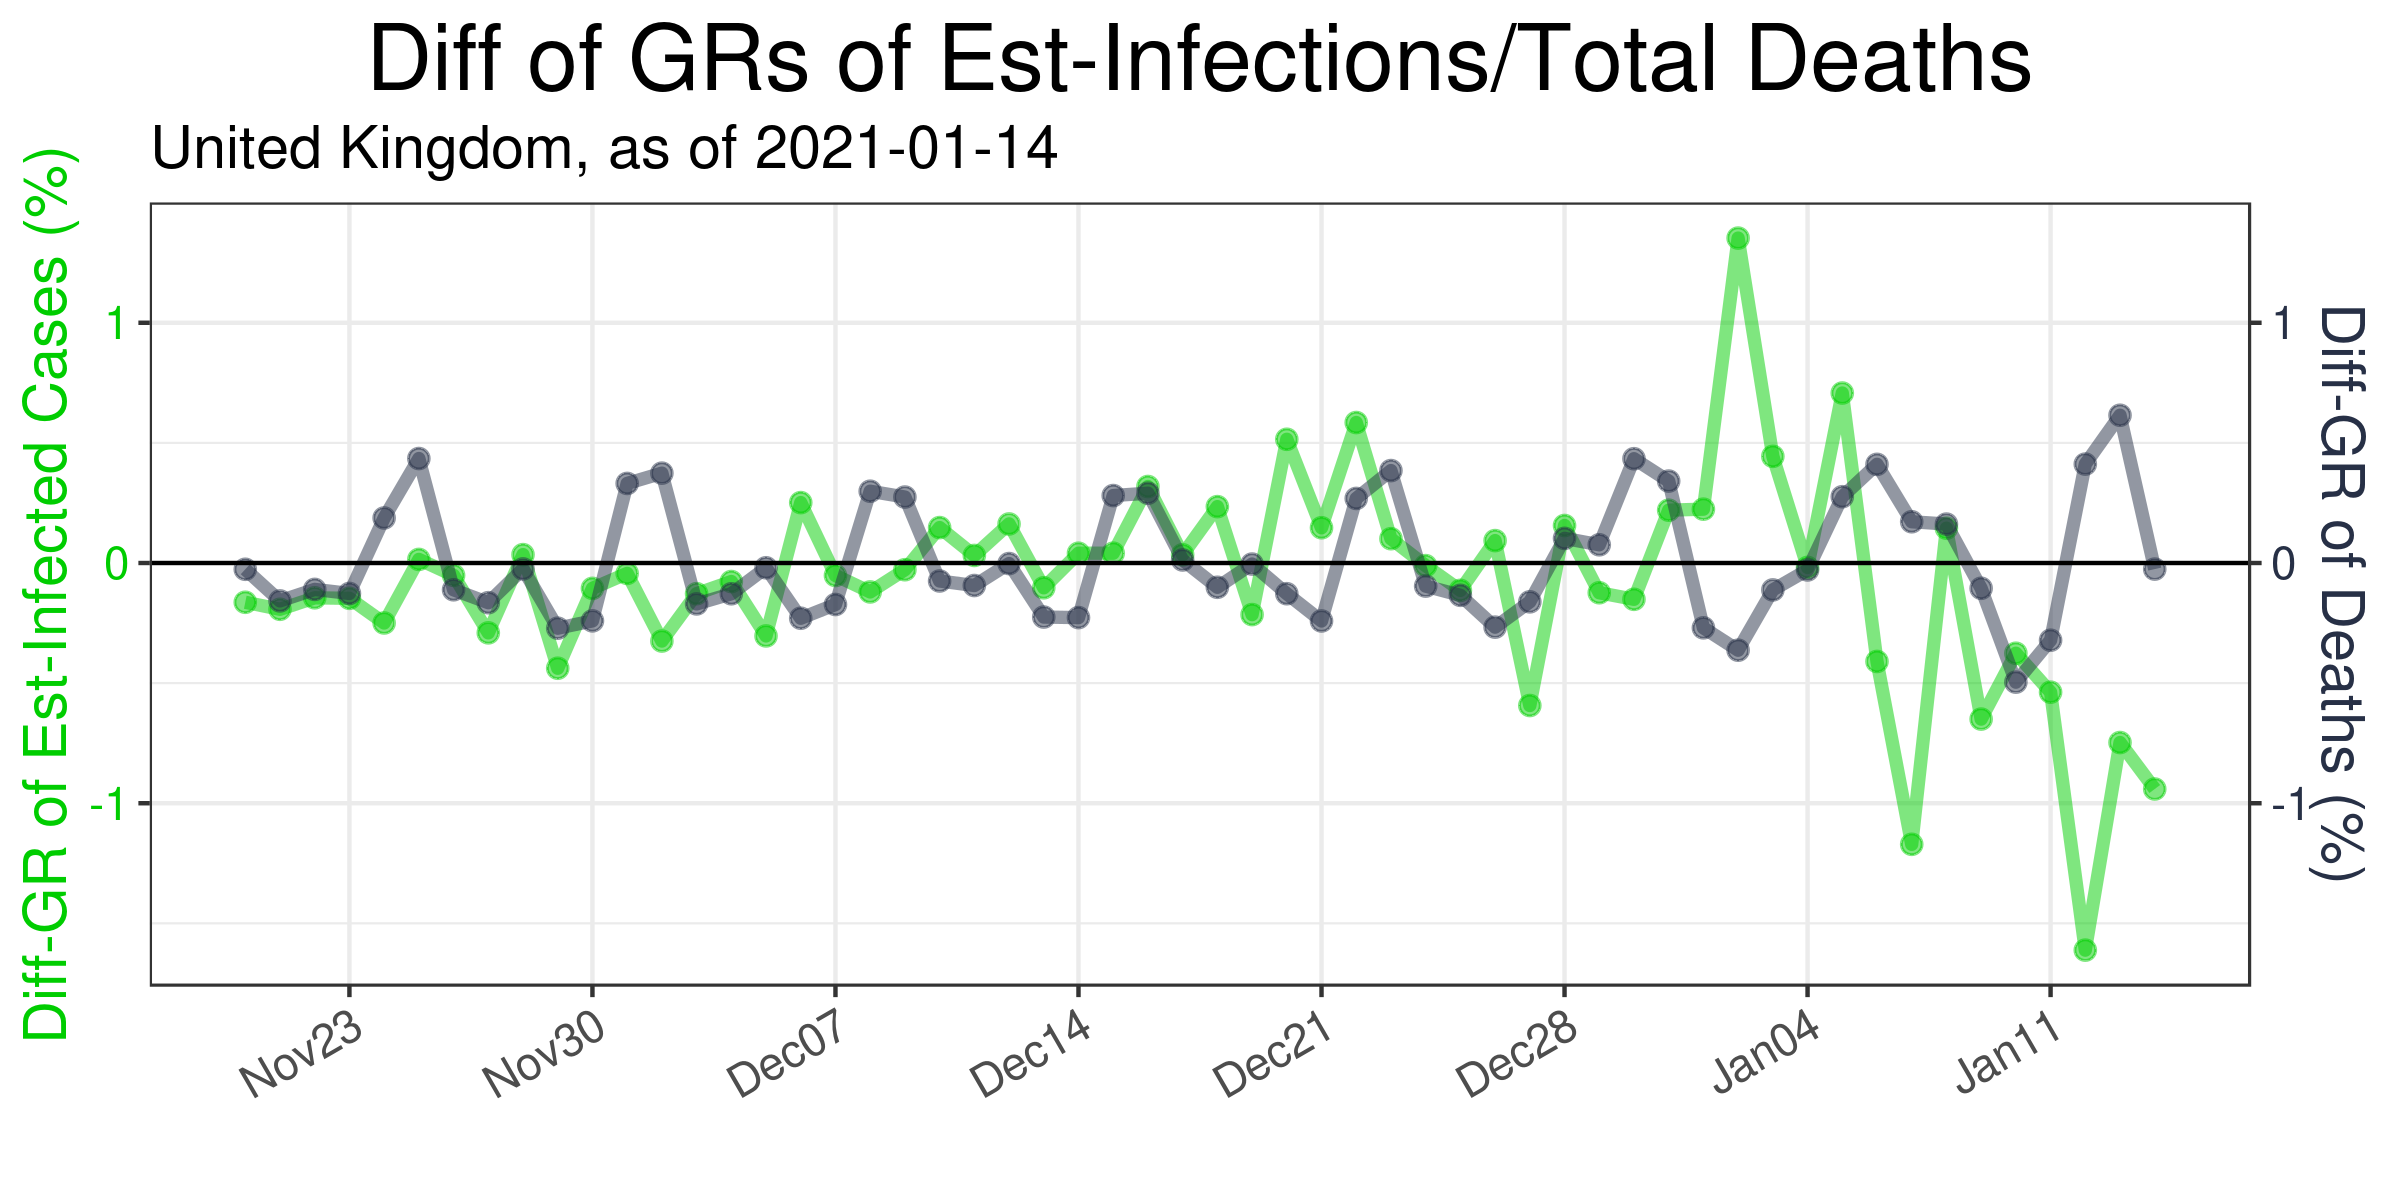 Diff of GRs of Est-Infections/Total Deaths
United Kingdom, as of 2021-01-14
Diff-GR of Est-Infected Cases (%)
1
0
-1
1
0
-1
Diff-GR of Deaths (%)
Nov23
Nov30
Dec07
Dec14
Dec21
Dec28
Jan04
Jan11